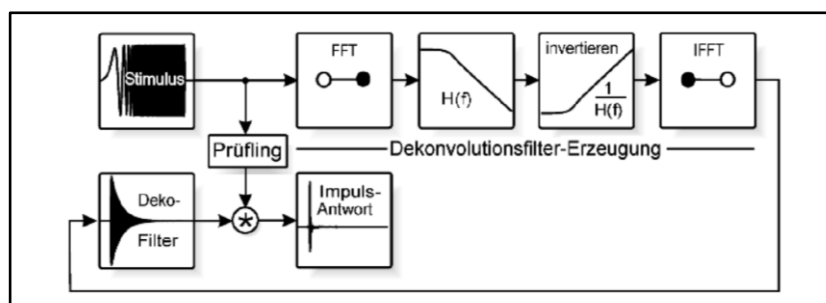 Stimulus
FFT
H(f)
invertieren
1
H(f)
IFFT
Prüfling
Dekonvolutionsfilter-Erzeugung
Deko-
Filter
*
Impuls-
Antwort